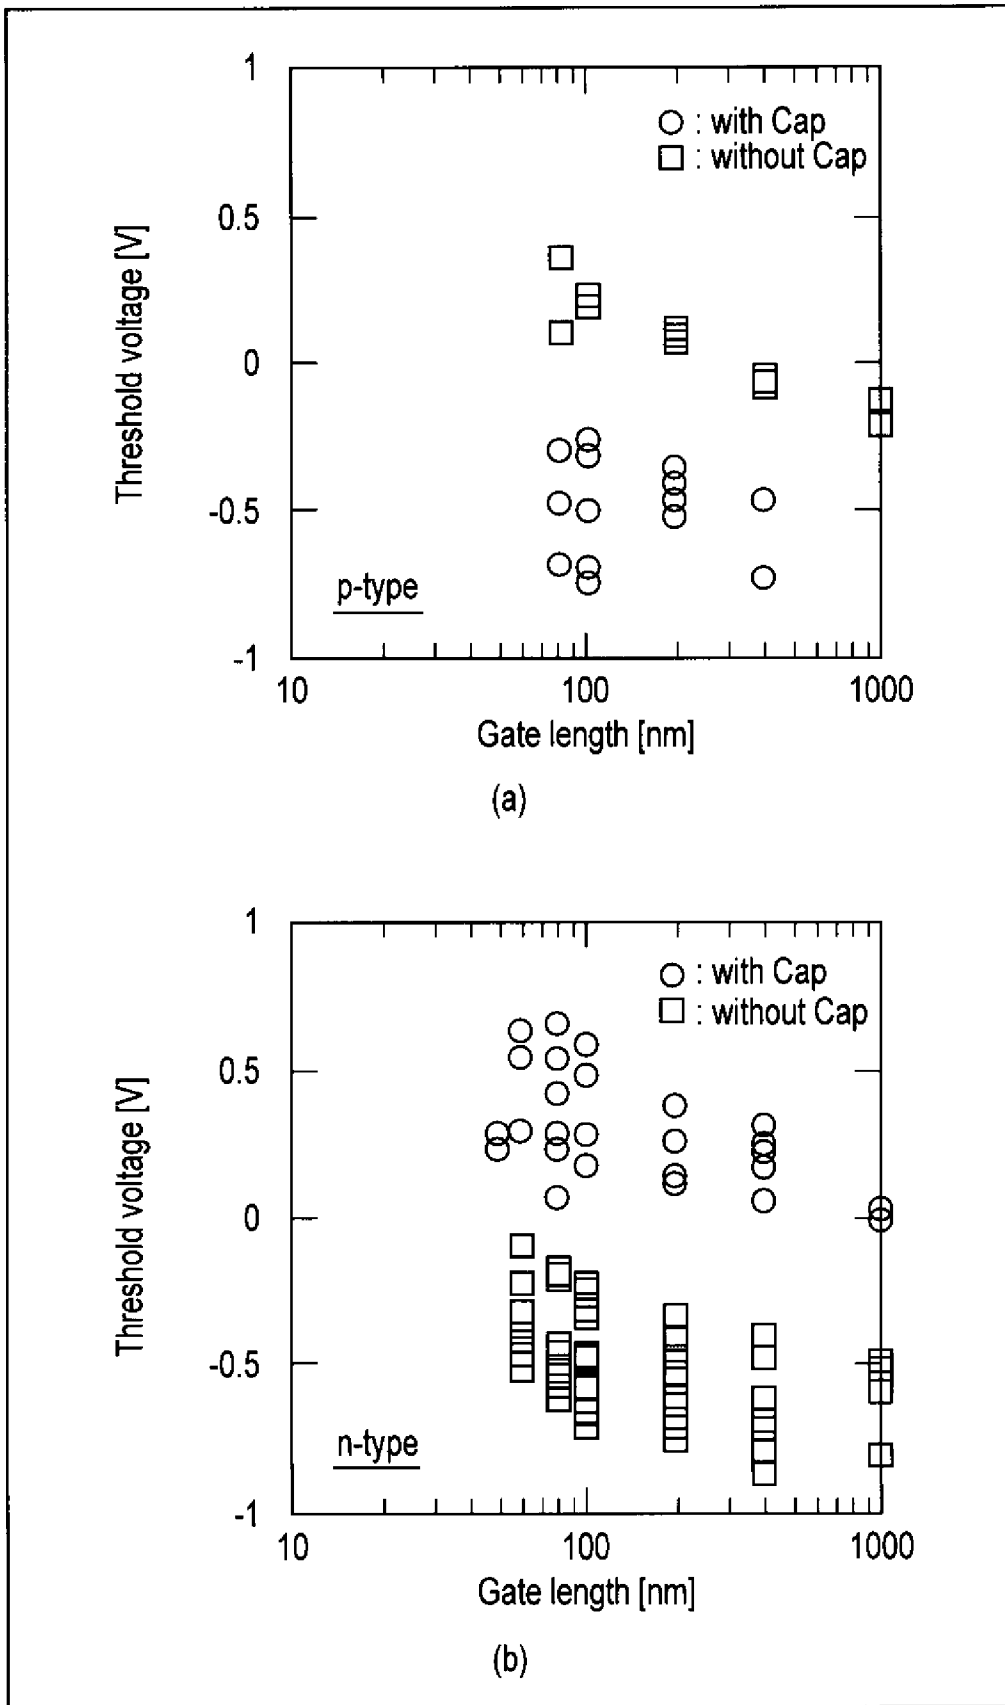 1
○ : with Cap
□ : without Cap
0.5
Threshold voltage [V]
0
-0.5
p-type
-1
10 100 1000
Gate length [nm]
(a)
1
○ : with Cap
□ : without Cap
0.5
Threshold voltage [V]
0
-0.5
n-type
-1
10 100 1000
Gate length [nm]
(b)